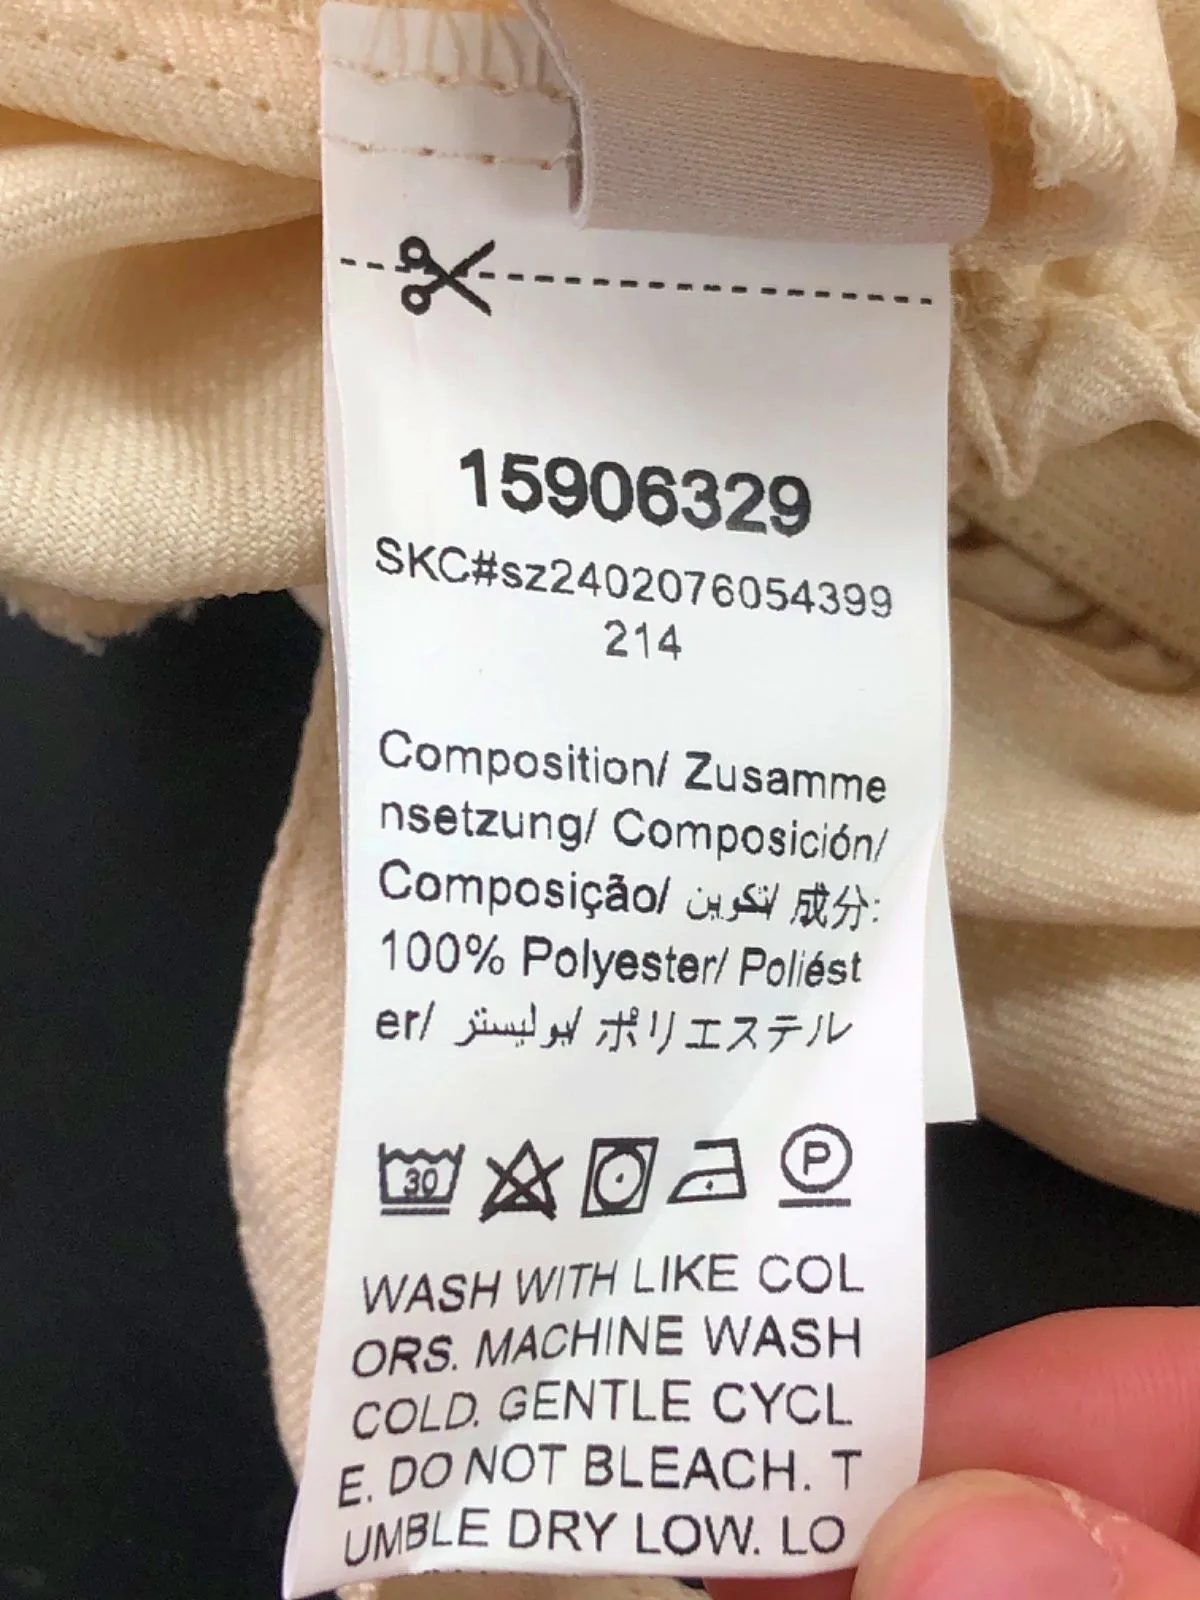 15906329
SKC#sz2402076054399
214
Composition/ Zusamme
nsetzung/ Composición/
Composição/ تكوين/ 成分:
100% Polyester/ Poliést
er/ بوليستر/ ポリエステル
30 P
WASH WITH LIKE COL
ORS. MACHINE WASH
COLD. GENTLE CYCL
E. DO NOT BLEACH. T
UMBLE DRY LOW. LO